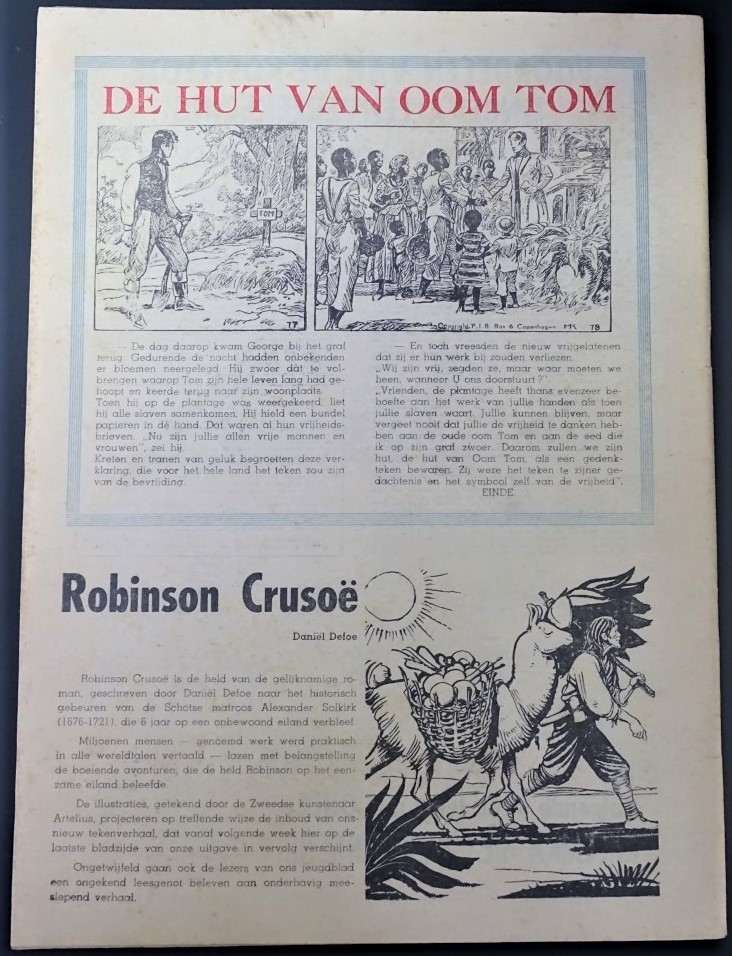 DE HUT VAN OOM TOM
TOM
77
Copyright P. I. B. Box 6 Copenhagen MK 78
— De dag daarop kwam George bij het graf
terug. Gedurende de nacht hadden onbekenden
er bloemen neergelegd. Hij zwoer dat te vol-
brengen waarop Tom zijn hele leven lang had ge-
hoopt en keerde terug naar zijn woonplaats.
Toen hij op de plantage was weergekeerd, liet
hij alle slaven samenkomen. Hij hield een bundel
papieren in de hand. Dat waren al hun vrijheids-
brieven. „Nu zijn jullie allen vrije mannen en
vrouwen", zei hij.
Kreten en tranen van geluk begroetten deze ver-
klaring, die voor het hele land het teken zou zijn
van de bevrijding.
— En toch vreesden de nieuw vrijgelatenen
dat zij er hun werk bij zouden verliezen.
„Wij zijn vrij, zegden ze, maar waar moeten we
heen, wanneer U ons doorstuurt?".
„Vrienden, de plantage heeft thans evenzeer be-
hoefte aan het werk van jullie handen als toen
jullie slaven waart. Jullie kunnen blijven, maar
vergeet nooit dat jullie de vrijheid te danken heb-
ben aan de oude oom Tom en aan de eed die
ik op zijn graf zwoer. Daarom zullen we zijn
hut, de hut van Oom Tom, als een gedenk-
teken bewaren. Zij weze het teken te zijner ge-
dachtenis en het symbool zelf van de vrijheid".
EINDE.
Robinson Crusoë
Daniël Defoe
Robinson Crusoë is de held van de gelijknamige ro-
man, geschreven door Daniël Defoe naar het historisch
gebeuren van de Schotse matroos Alexander Solkirk
(1676-1721), die 6 jaar op een onbewoond eiland verbleef.
Miljoenen mensen — genoemd werk werd praktisch
in alle wereldtalen vertaald — lazen met belangstelling
de boeiende avonturen, die de held Robinson op het een-
zame eiland beleefde.
De illustraties, getekend door de Zweedse kunstenaar
Artelius, projecteren op treffende wijze de inhoud van ons
nieuw tekenverhaal, dat vanaf volgende week hier op de
laatste bladzijde van onze uitgave in vervolg verschijnt.
Ongetwijfeld gaan ook de lezers van ons jeugdblad
een ongekend leesgenot beleven aan onderhavig mee-
slepend verhaal.